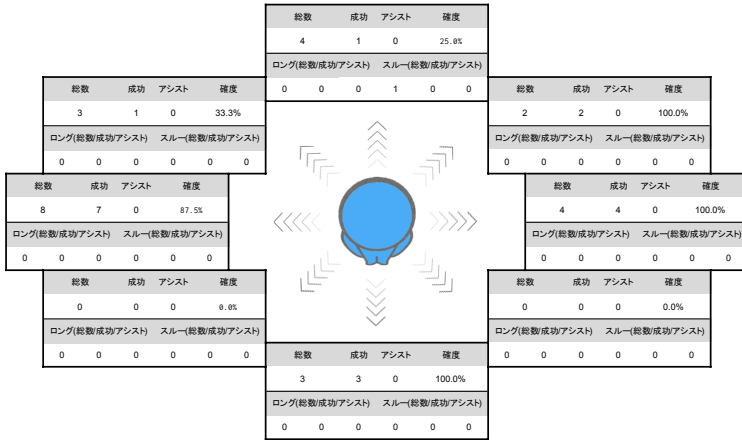 総数 成功 アシスト 確度
4 1 0 25.0%
ロング(総数/成功/アシスト) スルー(総数/成功/アシスト)
0 0 0 1 0 0
総数 成功 アシスト 確度
3 1 0 33.3%
ロング(総数/成功/アシスト) スルー(総数/成功/アシスト)
0 0 0 0 0 0
総数 成功 アシスト 確度
2 2 0 100.0%
ロング(総数/成功/アシスト) スルー(総数/成功/アシスト)
0 0 0 0 0 0
総数 成功 アシスト 確度
8 7 0 87.5%
ロング(総数/成功/アシスト) スルー(総数/成功/アシスト)
0 0 0 0 0 0
総数 成功 アシスト 確度
4 4 0 100.0%
ロング(総数/成功/アシスト) スルー(総数/成功/アシスト)
0 0 0 0 0 0
総数 成功 アシスト 確度
0 0 0 0.0%
ロング(総数/成功/アシスト) スルー(総数/成功/アシスト)
0 0 0 0 0 0
総数 成功 アシスト 確度
0 0 0 0.0%
ロング(総数/成功/アシスト) スルー(総数/成功/アシスト)
0 0 0 0 0 0
総数 成功 アシスト 確度
3 3 0 100.0%
ロング(総数/成功/アシスト) スルー(総数/成功/アシスト)
0 0 0 0 0 0